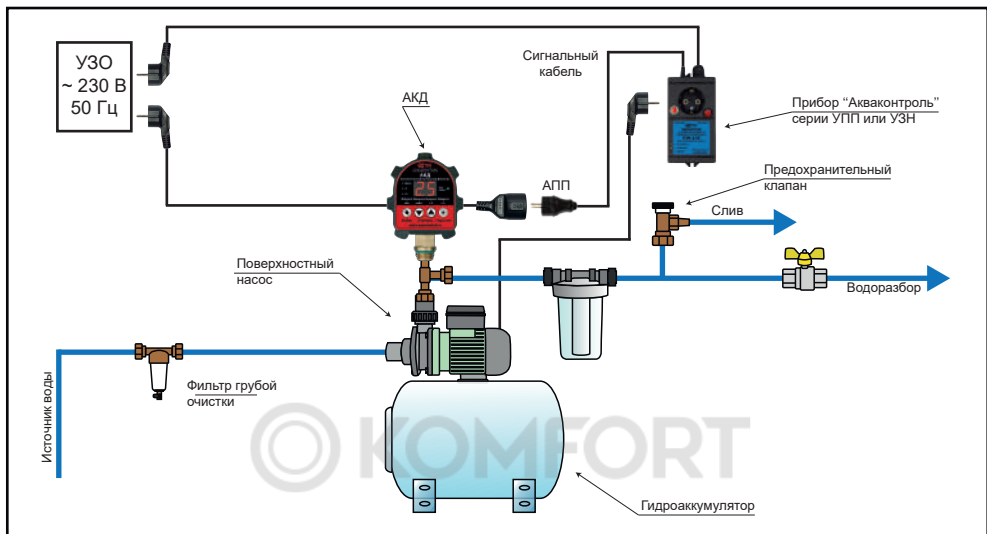 УЗО
~ 230 В
50 Гц
АКД
25
Сигнальный
кабель
АПП
Прибор “Акваконтроль”
серии УПП или УЗН
Предохранительный
клапан
Слив
Водоразбор
Поверхностный
насос
Источник воды
Фильтр грубой
очистки
KOMFORT
Гидроаккумулятор